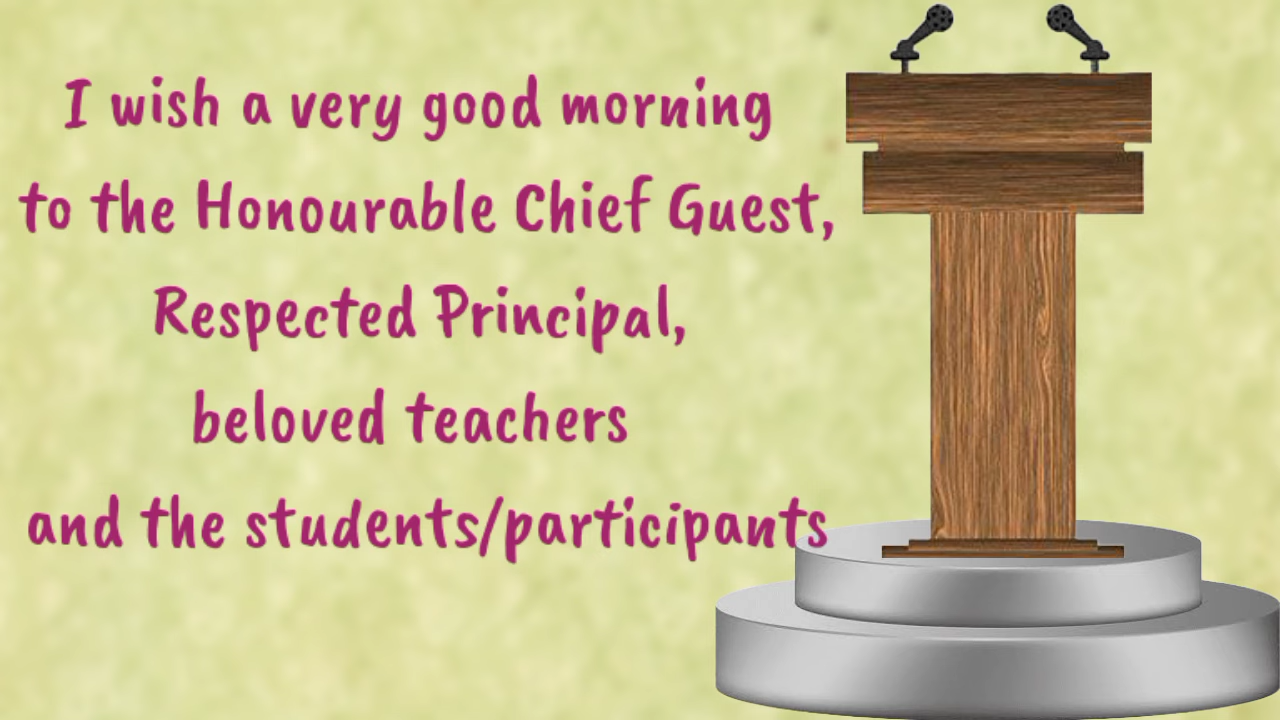 I wish a very good morning
to the Honourable Chief Guest,
Respected Principal,
beloved teachers
and the students/participants